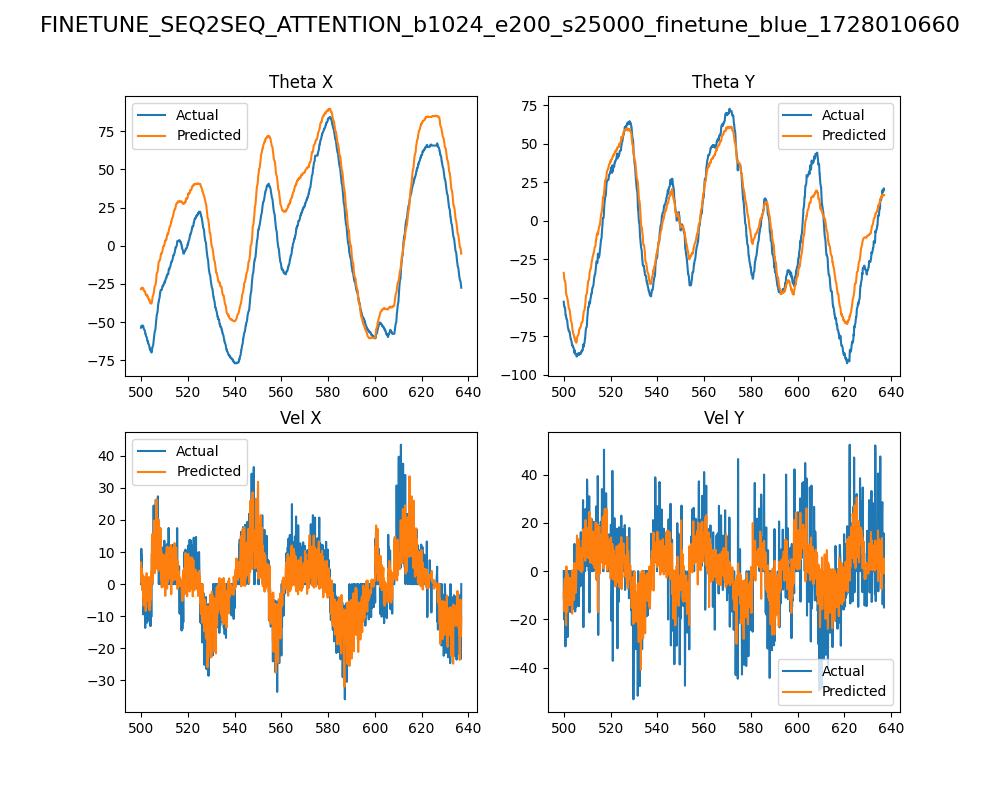 FINETUNE_SEQ2SEQ_ATTENTION_b1024_e200_s25000_finetune_blue_1728010660
Theta X
Actual
Predicted
75
50
25
0
−25
−50
−75
500 520 540 560 580 600 620 640
Theta Y
Actual
Predicted
75
50
25
0
−25
−50
−75
−100
500 520 540 560 580 600 620 640
Vel X
Actual
Predicted
40
30
20
10
0
−10
−20
−30
500 520 540 560 580 600 620 640
Vel Y
40
20
0
−20
−40
Actual
Predicted
500 520 540 560 580 600 620 640